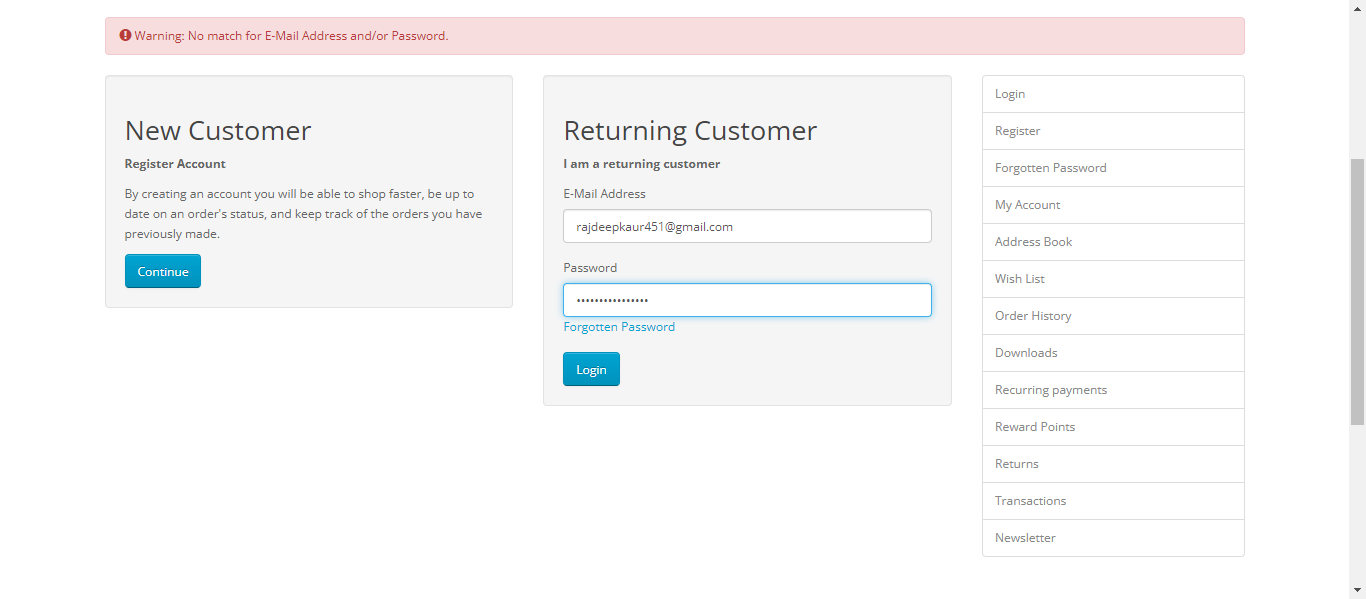 Warning: No match for E-Mail Address and/or Password.
New Customer
Register Account
By creating an account you will be able to shop faster, be up to
date on an order's status, and keep track of the orders you have
previously made.
Continue
Returning Customer
I am a returning customer
E-Mail Address
rajdeepkaur451@gmail.com
Password
••••••••••••••••
Forgotten Password
Login
Login
Register
Forgotten Password
My Account
Address Book
Wish List
Order History
Downloads
Recurring payments
Reward Points
Returns
Transactions
Newsletter